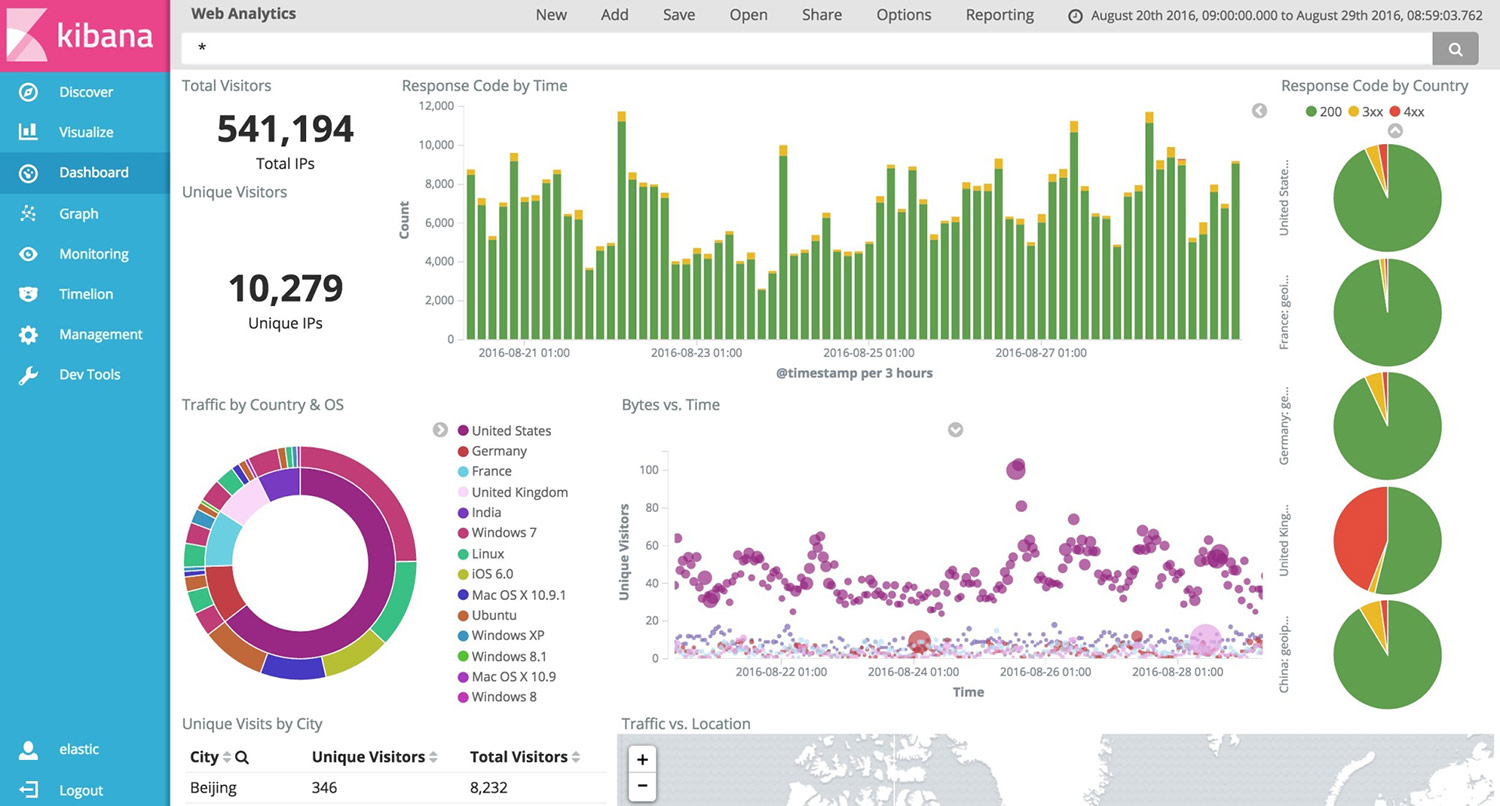 kibana
Discover
Visualize
Dashboard
Graph
Monitoring
Timelion
Management
Dev Tools
elastic
Logout
Web Analytics
New Add Save Open Share Options Reporting August 20th 2016, 09:00:00.000 to August 29th 2016, 08:59:03.762
*
Total Visitors
541,194
Total IPs
Unique Visitors
10,279
Unique IPs
Response Code by Time
Count
12,000
10,000
8,000
6,000
4,000
2,000
0
2016-08-21 01:00 2016-08-23 01:00 2016-08-25 01:00 2016-08-27 01:00
@timestamp per 3 hours
Response Code by Country
200 3xx 4xx
United State...
France: geoi...
Germany: ge...
United King...
China: geoip...
Traffic by Country & OS
United States
Germany
France
United Kingdom
India
Windows 7
Linux
iOS 6.0
Mac OS X 10.9.1
Ubuntu
Windows XP
Windows 8.1
Mac OS X 10.9
Windows 8
Bytes vs. Time
Unique Visitors
100
80
60
40
20
0
2016-08-22 01:00 2016-08-24 01:00 2016-08-26 01:00 2016-08-28 01:00
Time
Unique Visits by City
City Unique Visitors Total Visitors
Beijing 346 8,232
Traffic vs. Location
+
−